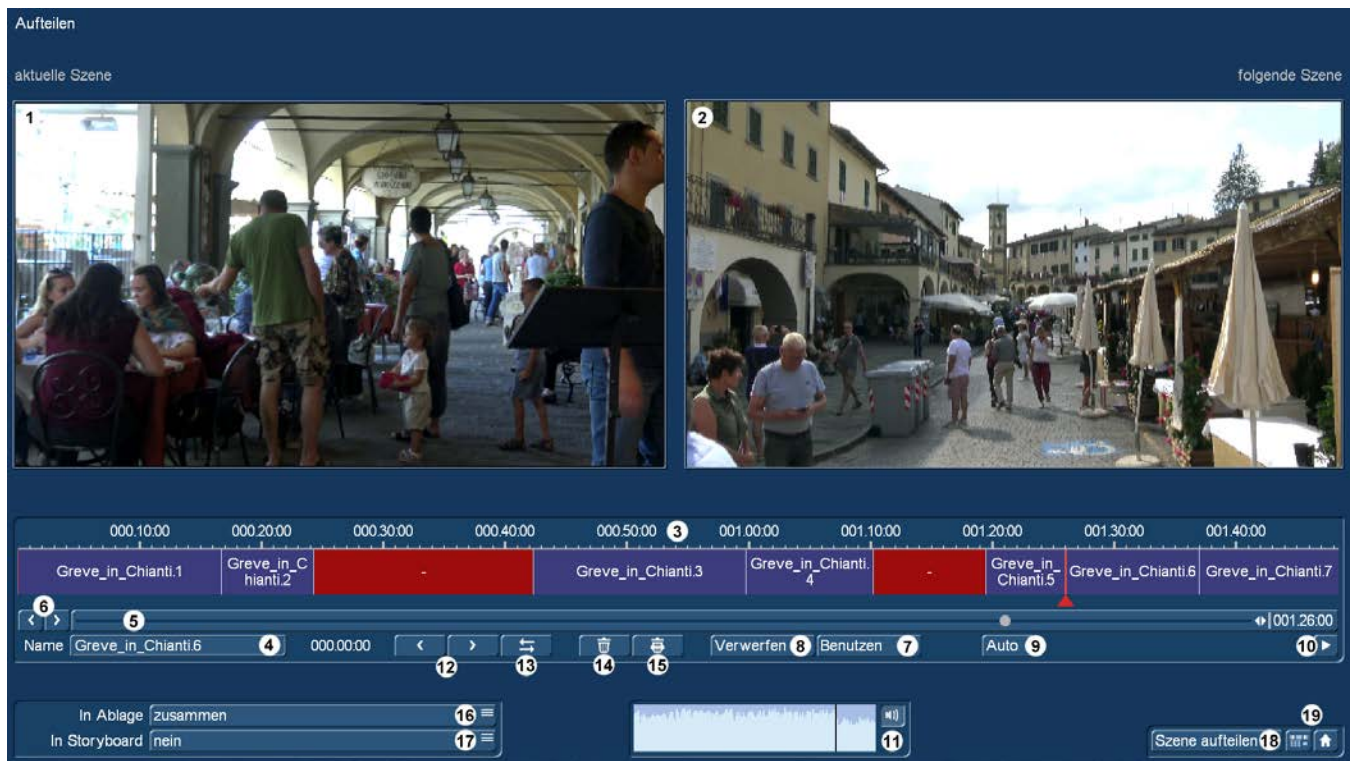 Aufteilen
aktuelle Szene
folgende Szene
1
2
000.10:00 000.20:00 000.30:00 000.40:00 000.50:00 3 001.00:00 001.10:00 001.20:00 001.30:00 001.40:00
Greve_in_Chianti.1
Greve_in_C
hianti.2
-
Greve_in_Chianti.3
Greve_in_Chianti.
4
-
Greve_in_
Chianti.5
Greve_in_Chianti.6
Greve_in_Chianti.7
6
5
001.26:00
Name Greve_in_Chianti.6 4 000.00:00 Verwerfen 8 Benutzen 7 Auto 9 10
12 13 14 15
In Ablage zusammen 16
In Storyboard nein 17
11
19
Szene aufteilen 18